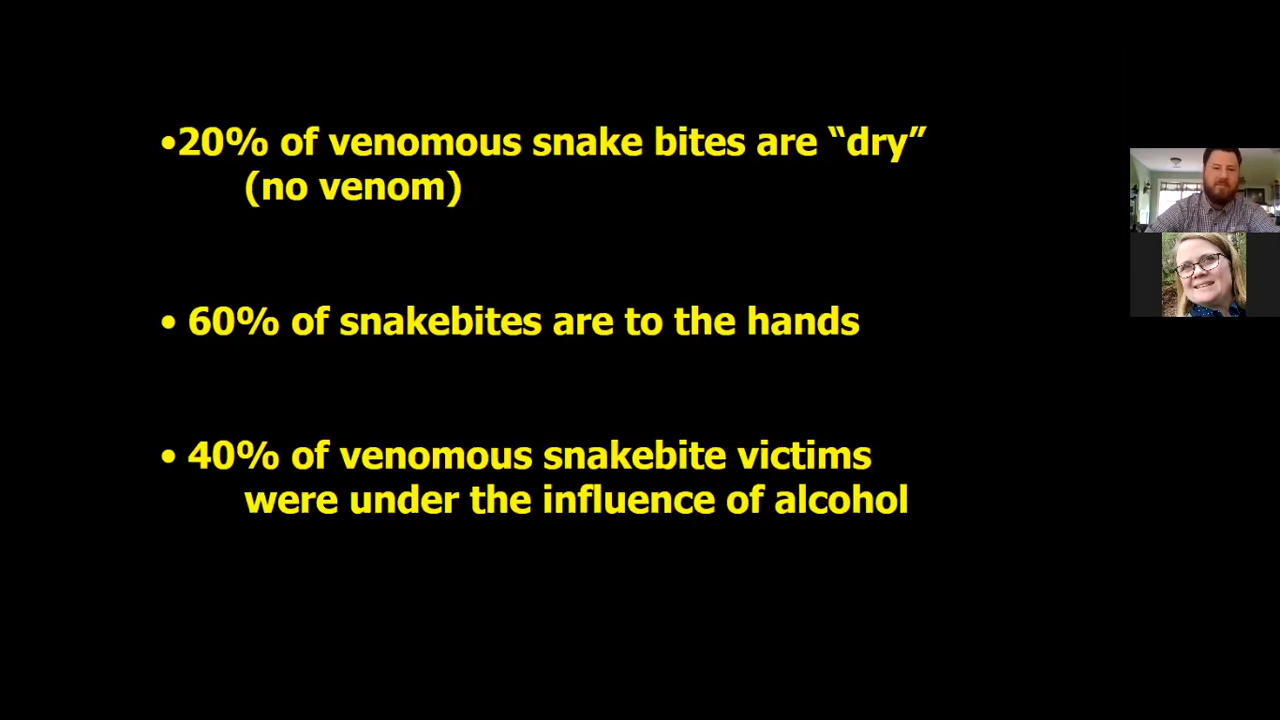 •20% of venomous snake bites are “dry”
(no venom)
• 60% of snakebites are to the hands
• 40% of venomous snakebite victims
were under the influence of alcohol